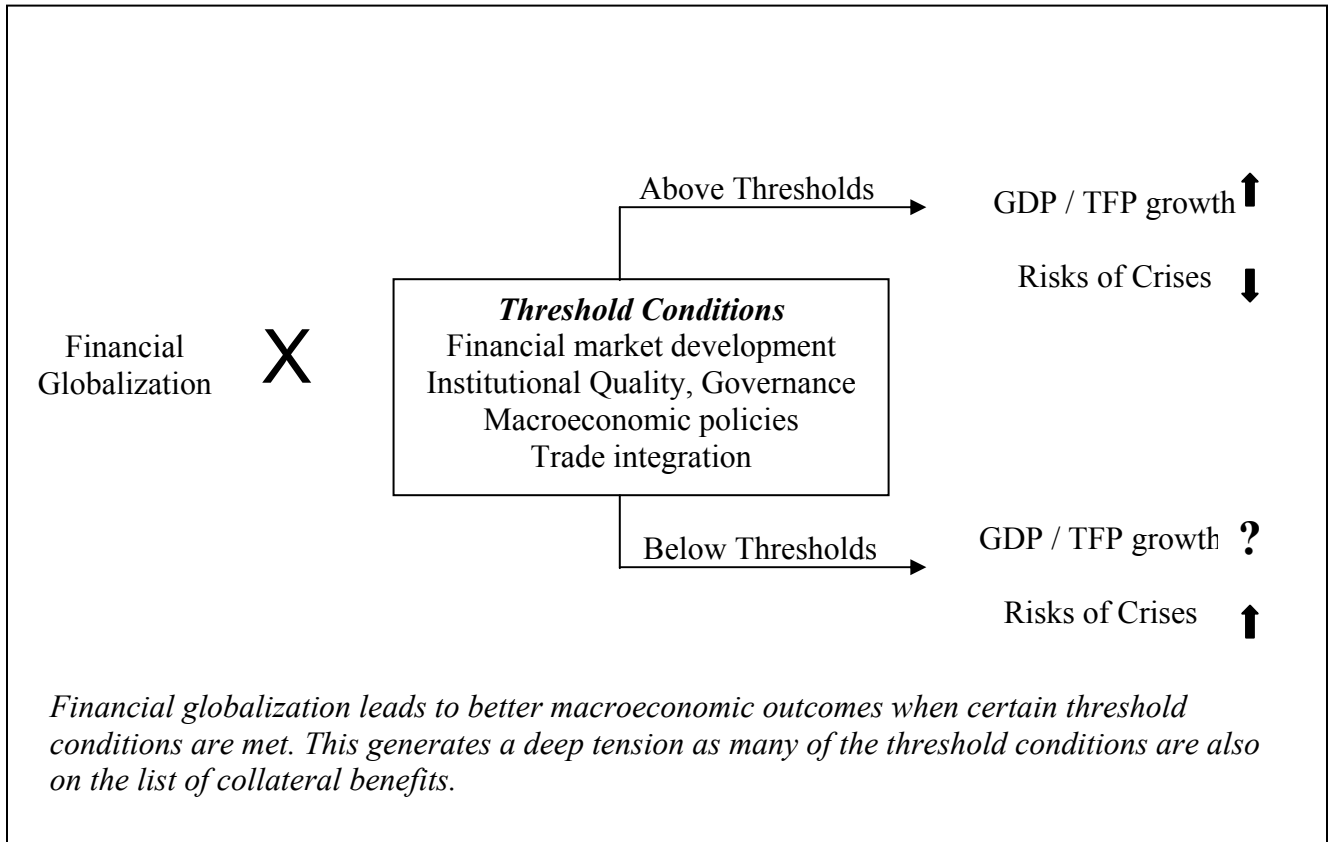 Above Thresholds
GDP / TFP growth
Risks of Crises
Financial
Globalization
X
Threshold Conditions
Financial market development
Institutional Quality, Governance
Macroeconomic policies
Trade integration
Below Thresholds
GDP / TFP growth ?
Risks of Crises
Financial globalization leads to better macroeconomic outcomes when certain threshold
conditions are met. This generates a deep tension as many of the threshold conditions are also
on the list of collateral benefits.